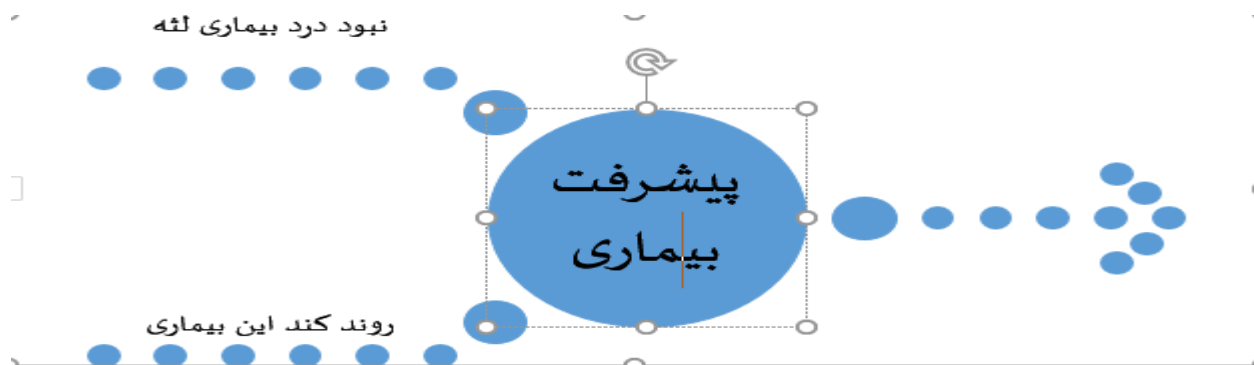 نبود درد بیماری لثه
پیشرفت
بیماری
روند کند این بیماری